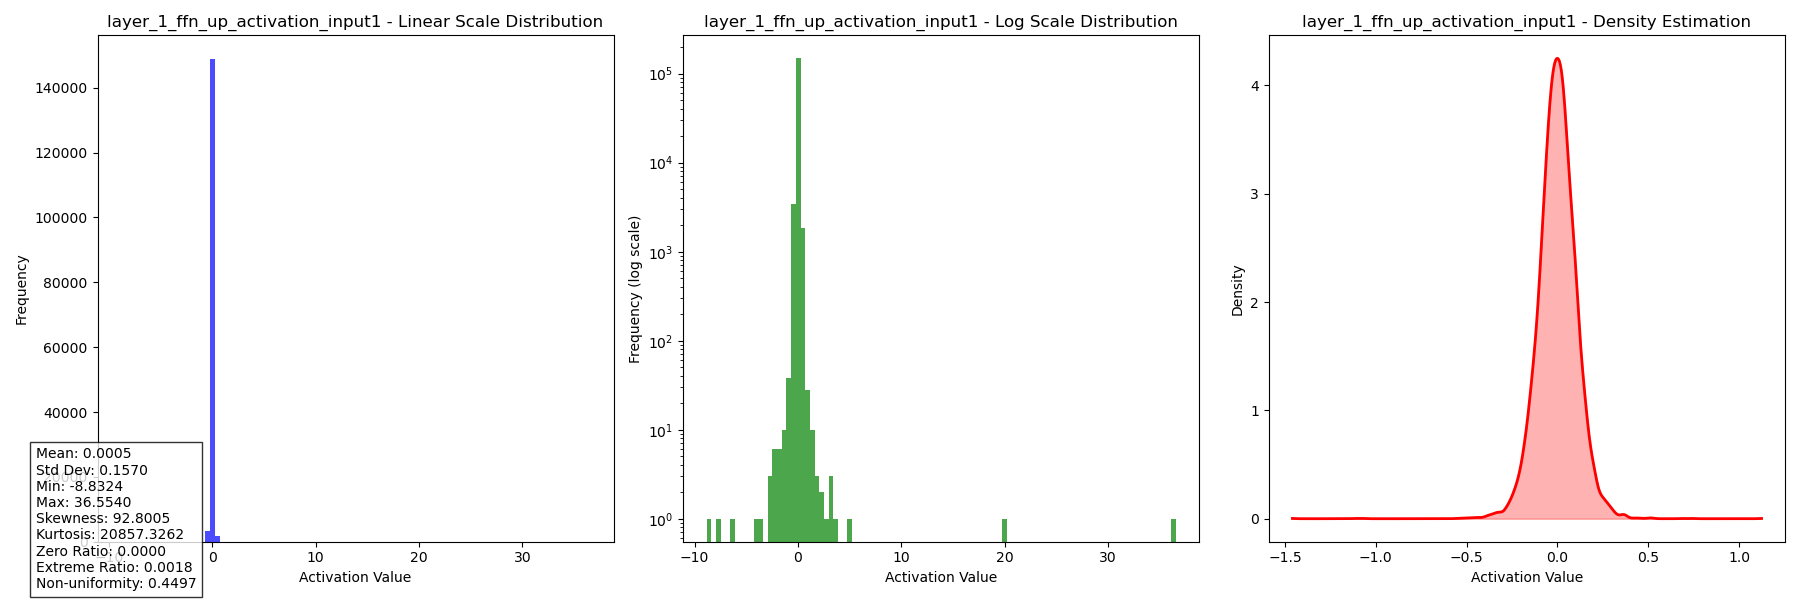 layer_1_ffn_up_activation_input1 - Linear Scale Distribution
Frequency
140000
120000
100000
80000
60000
40000
20000
0
-10
0
10
20
30
Activation Value
Mean: 0.0005
Std Dev: 0.1570
Min: -8.8324
Max: 36.5540
Skewness: 92.8005
Kurtosis: 20857.3262
Zero Ratio: 0.0000
Extreme Ratio: 0.0018
Non-uniformity: 0.4497
layer_1_ffn_up_activation_input1 - Log Scale Distribution
Frequency (log scale)
10^5
10^4
10^3
10^2
10^1
10^0
−10
0
10
20
30
Activation Value
layer_1_ffn_up_activation_input1 - Density Estimation
Density
4
3
2
1
0
−1.5
−1.0
−0.5
0.0
0.5
1.0
Activation Value